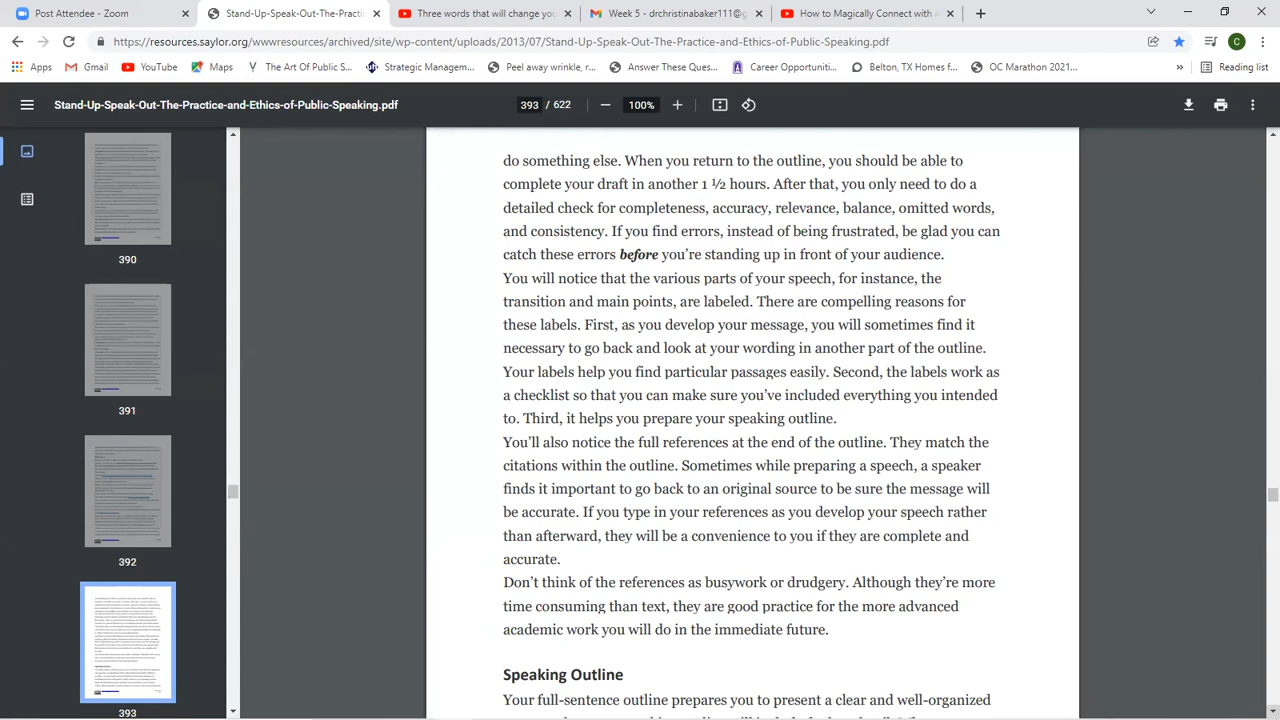 Post Attendee - Zoom
Stand-Up-Speak-Out-The-Practic
Three words that will change you
Week 5 - drchristinabaker01@g
How to Magically Connect with A
https://resources.saylor.org/wwwresources/archived/site/wp-content/uploads/2013/07/Stand-Up-Speak-Out-The-Practice-and-Ethics-of-Public-Speaking.pdf
C
Apps
Gmail
YouTube
Maps
The Art Of Public S...
Strategic Managem...
Peel away wrinkle, r...
Answer These Ques...
Career Opportuni...
Belton, TX Homes f...
OC Marathon 2021...
»
Reading list
Stand-Up-Speak-Out-The-Practice-and-Ethics-of-Public-Speaking.pdf
393 / 622
100%
390
391
392
393
do something else. When you return to the outline, you should be able to
complete your draft in another 1 ½ hours. After that, you only need to do a
detailed check for completeness, accuracy, relevance, balance, omitted words,
and consistency. If you find errors, instead of being frustrated, be glad you can
catch these errors before you're standing up in front of your audience.
You will notice that the various parts of your speech, for instance, the
transition and main points, are labeled. There are compelling reasons for
these labels. First, as you develop your message, you will sometimes find it
necessary to go back and look at your wording in another part of the outline.
Your labels help you find particular passages easily. Second, the labels work as
a checklist so that you can make sure you've included everything you intended
to. Third, it helps you prepare your speaking outline.
You'll also notice the full references at the end of the outline. They match the
citations within the outline. Sometimes while preparing a speech, a speaker
finds it important to go back to an original source to be sure the message will
be accurate. If you type in your references as you develop your speech rather
than afterward, they will be a convenience to you if they are complete and
accurate.
Don't think of the references as busywork or drudgery. Although they're more
time consuming than text, they are good practice for the more advanced
you will do in the immediate
Speaking Outline
Your full-sentence outline prepares you to present a clear and well-organized